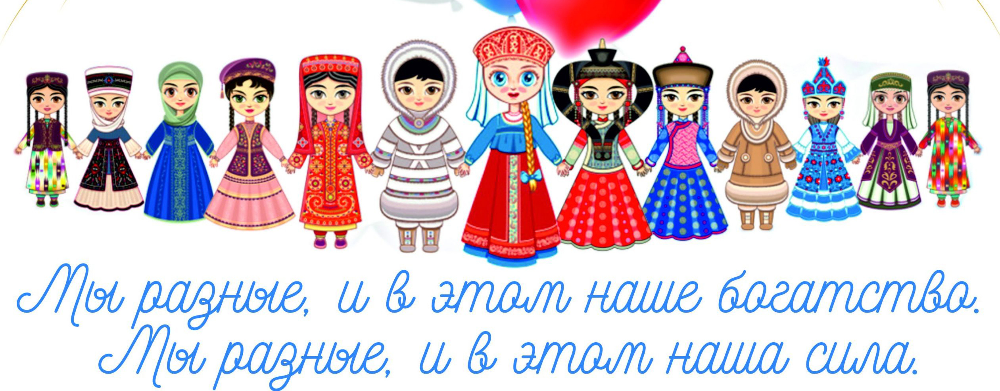 Мы разные, и в этом наше богатство.
Мы разные, и в этом наша сила.